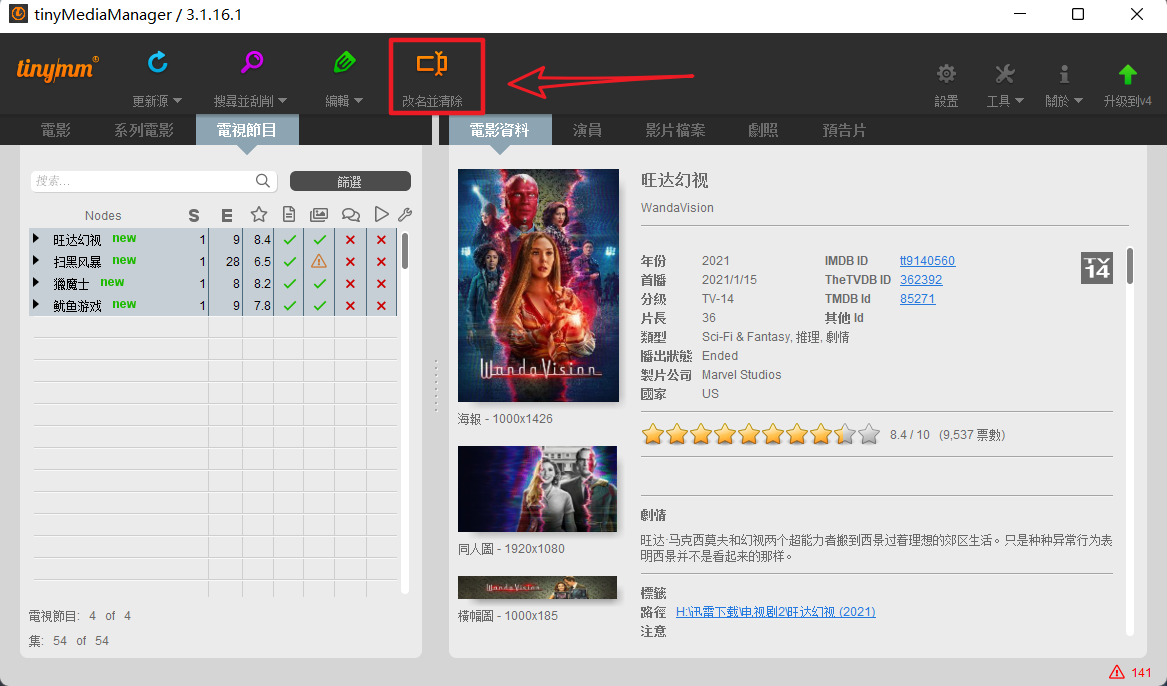 tinyMediaManager / 3.1.16.1
tinymm®
更新源
搜尋並刮削
編輯
改名並清除
設置
工具
關於
升级到v4
電影
系列電影
電視節目
電影資料
演員
影片檔案
劇照
預告片
搜索...
篩選
Nodes S E
旺达幻视 new 1 9 8.4
扫黑风暴 new 1 28 6.5
獵魔士 new 1 8 8.2
鱿鱼游戏 new 1 9 7.8
電視節目: 4 of 4
集: 54 of 54
WandaVision
海報 - 1000x1426
同人圖 - 1920x1080
WandaVision
橫幅圖 - 1000x185
旺达幻视
WandaVision
年份 2021 IMDB ID tt9140560
首播 2021/1/15 TheTVDB ID 362392
分级 TV-14 TMDB Id 85271
片長 36 其他 Id
類型 Sci-Fi & Fantasy, 推理, 劇情
播出狀態 Ended
製片公司 Marvel Studios
國家 US
TV
14
8.4 / 10 (9,537 票數)
劇情
旺达·马克西莫夫和幻视两个超能力者搬到西景过着理想的郊区生活。只是种种异常行为表
明西景并不是看起来的那样。
標籤
路徑 H:\迅雷下载\电视剧2\旺达幻视 (2021)
注意
141